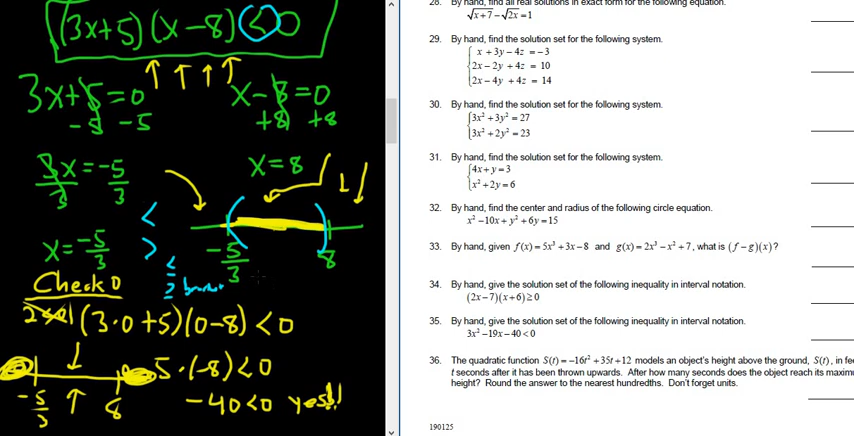 (3x+5)(x-8)<0
3x+5=0
-5 -5
3x=-5
3 3
x=-5
3
x-8=0
+8 +8
x=8
<
>
≤
≥
-5
3
8
Check 0
(3·0+5)(0-8)<0
5·(-8)<0
-40<0 yes!!
-5
3
8
28. By hand, find all real solutions in exact form for the following equation.
√x+7-√2x=1
29. By hand, find the solution set for the following system.
x+3y-4z=-3
2x-2y+4z=10
2x-4y+4z=14
30. By hand, find the solution set for the following system.
3x²+3y²=27
3x²+2y²=23
31. By hand, find the solution set for the following system.
4x+y=3
x²+2y=6
32. By hand, find the center and radius of the following circle equation.
x²-10x+y²+6y=15
33. By hand, given f(x)=5x³+3x-8 and g(x)=2x³-x²+7, what is (f-g)(x)?
34. By hand, give the solution set of the following inequality in interval notation.
(2x-7)(x+6)≥0
35. By hand, give the solution set of the following inequality in interval notation.
3x²-19x-40<0
36. The quadratic function S(t)=-16t²+35t+12 models an object's height above the ground, S(t), in fee
t seconds after it has been thrown upwards. After how many seconds does the object reach its maxim
height? Round the answer to the nearest hundredths. Don't forget units.
190125